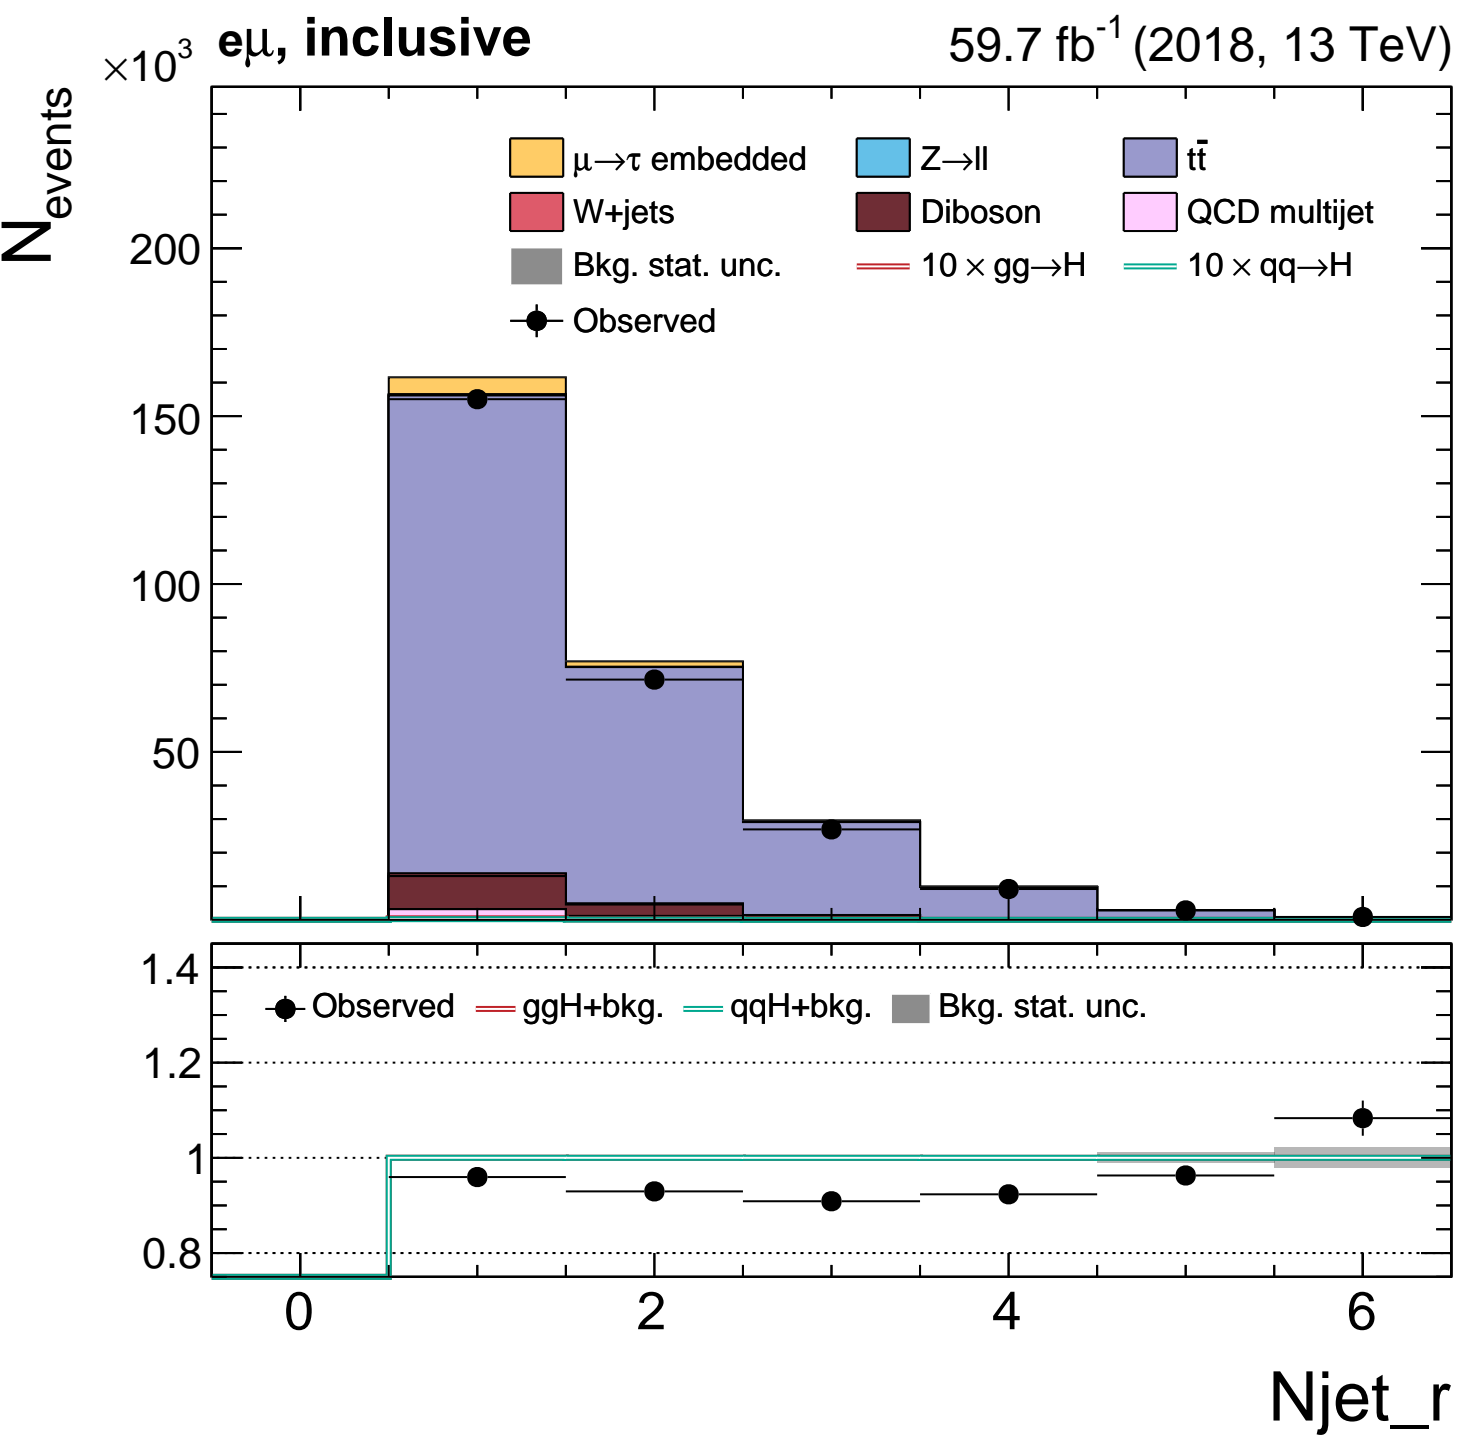 eμ, inclusive 59.7 fb⁻¹ (2018, 13 TeV)
×10³
N_events
μ→τ embedded Z→ll tt̄
W+jets Diboson QCD multijet
Bkg. stat. unc. 10 × gg→H 10 × qq→H
Observed
200
150
100
50
1.4
Observed ggH+bkg. qqH+bkg. Bkg. stat. unc.
1.2
1
0.8
0 2 4 6
Njet_r